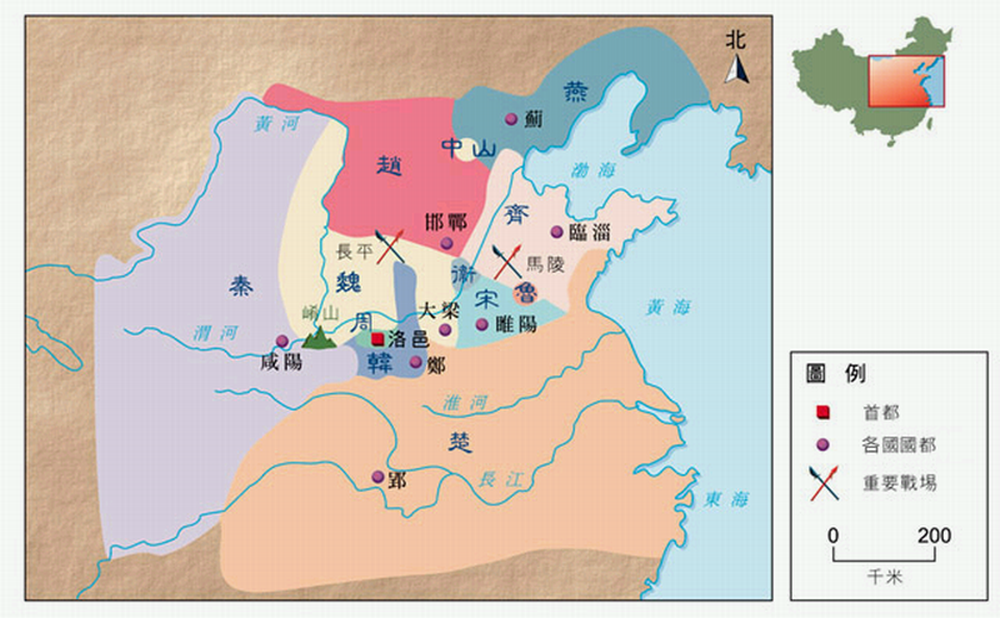 北
燕
薊
黃河
中山
趙
渤海
齊
邯鄲
臨淄
長平
馬陵
秦
魏
衛
宋
魯
黃海
崤山
周
大梁
睢陽
渭河
洛邑
咸陽
韓
鄭
淮河
楚
郢
長江
東海
圖 例
首都
各國國都
重要戰場
0 200
千米